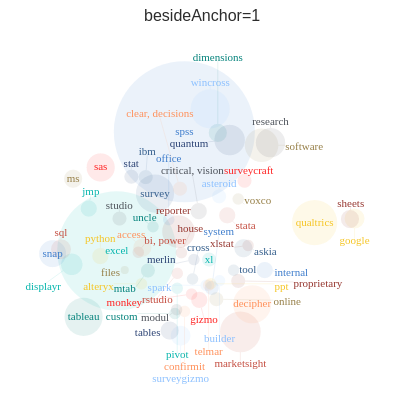 besideAnchor=1
dimensions
wincross
clear, decisions
research
spss
quantum
software
ibm
office
stat
critical, vision
surveycraft
sas
ms
asteroid
jmp
survey
voxco
studio
sheets
reporter
uncle
qualtrics
house
stata
sql
access
system
python
bi, power
google
cross
xlstat
snap
excel
askia
merlin
xl
files
tool
internal
displayr
alteryx
mtab
spark
ppt
proprietary
monkey
rstudio
decipher
online
tableau
custom
modul
gizmo
tables
builder
pivot
telmar
confirmit
marketsight
surveygizmo